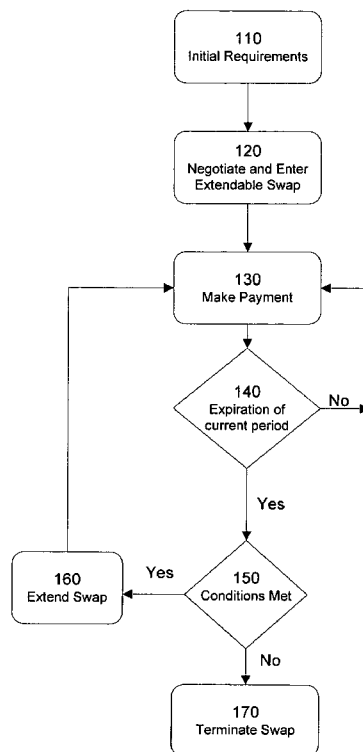 110
Initial Requirements
120
Negotiate and Enter
Extendable Swap
130
Make Payment
140
Expiration of
current period
No
Yes
160
Extend Swap
Yes
150
Conditions Met
No
170
Terminate Swap